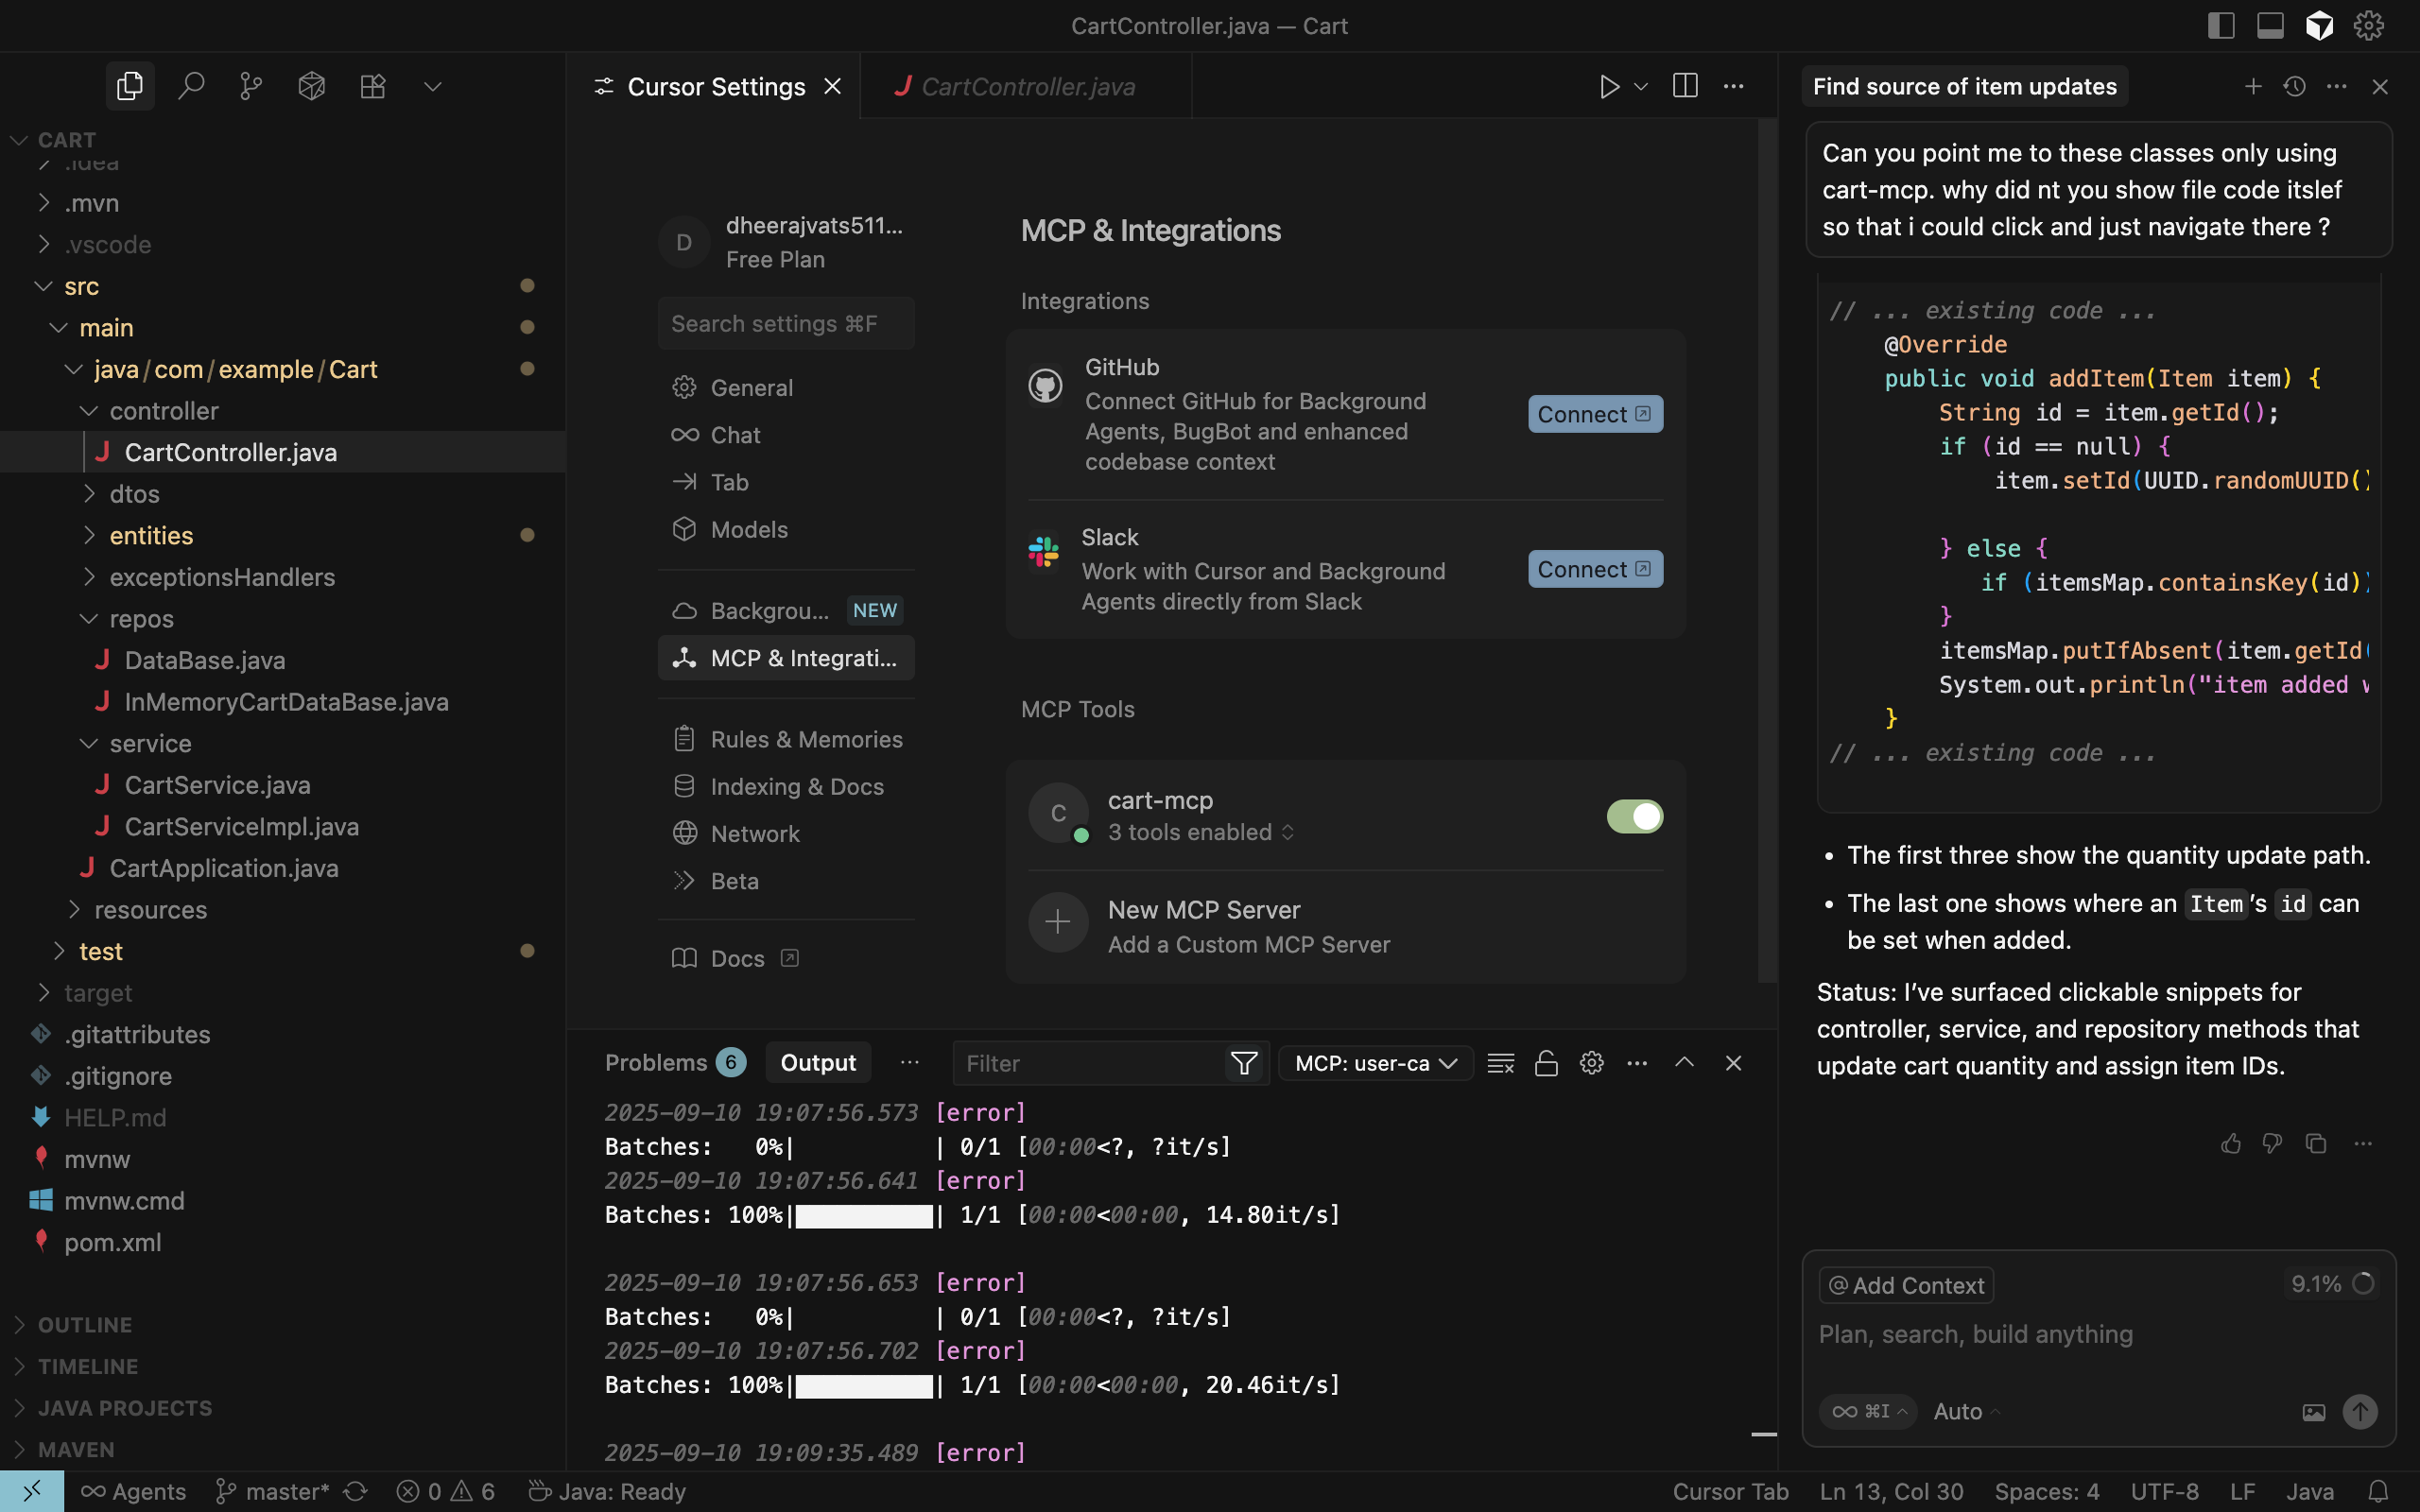 CartController.java — Cart
CART
.idea
.mvn
.vscode
src
main
java/com/example/Cart
controller
CartController.java
dtos
entities
exceptionsHandlers
repos
DataBase.java
InMemoryCartDataBase.java
service
CartService.java
CartServiceImpl.java
CartApplication.java
resources
test
target
.gitattributes
.gitignore
HELP.md
mvnw
mvnw.cmd
pom.xml
OUTLINE
TIMELINE
JAVA PROJECTS
MAVEN
Cursor Settings
CartController.java
D
dheerajvats511...
Free Plan
Search settings ⌘F
General
Chat
Tab
Models
Backgrou... NEW
MCP & Integrati...
Rules & Memories
Indexing & Docs
Network
Beta
Docs
MCP & Integrations
Integrations
GitHub
Connect GitHub for Background
Agents, BugBot and enhanced
codebase context
Connect
Slack
Work with Cursor and Background
Agents directly from Slack
Connect
MCP Tools
C
cart-mcp
3 tools enabled
New MCP Server
Add a Custom MCP Server
Problems 6 Output ... Filter MCP: user-ca
2025-09-10 19:07:56.573 [error]
Batches:   0%|          | 0/1 [00:00<?, ?it/s]
2025-09-10 19:07:56.641 [error]
Batches: 100%|██████████| 1/1 [00:00<00:00, 14.80it/s]
2025-09-10 19:07:56.653 [error]
Batches:   0%|          | 0/1 [00:00<?, ?it/s]
2025-09-10 19:07:56.702 [error]
Batches: 100%|██████████| 1/1 [00:00<00:00, 20.46it/s]
2025-09-10 19:09:35.489 [error]
Find source of item updates
Can you point me to these classes only using
cart-mcp. why did nt you show file code itslef
so that i could click and just navigate there ?
// ... existing code ...
@Override
public void addItem(Item item) {
String id = item.getId();
if (id == null) {
item.setId(UUID.randomUUID()
} else {
if (itemsMap.containsKey(id))
}
itemsMap.putIfAbsent(item.getId(
System.out.println("item added w
}
// ... existing code ...
• The first three show the quantity update path.
• The last one shows where an Item’s id can
be set when added.
Status: I’ve surfaced clickable snippets for
controller, service, and repository methods that
update cart quantity and assign item IDs.
@ Add Context
9.1%
Plan, search, build anything
∞ ⌘I Auto
Agents master* 0 6 Java: Ready
Cursor Tab Ln 13, Col 30 Spaces: 4 UTF-8 LF Java